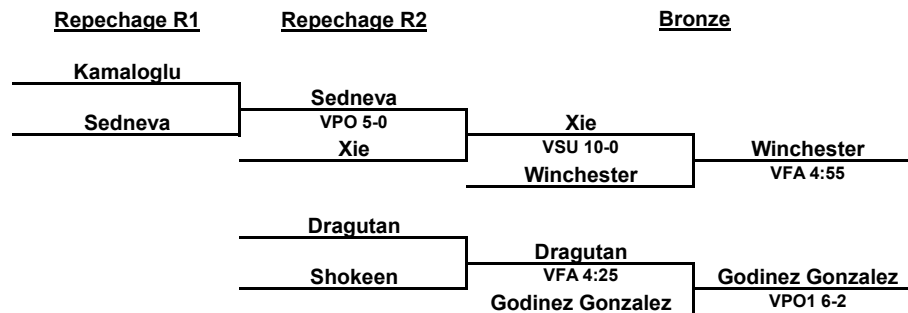 Repechage R1 Repechage R2 Bronze
Kamaloglu
Sedneva
Sedneva
VPO 5-0
Xie
Xie
VSU 10-0
Winchester
Winchester
VFA 4:55
Dragutan
Shokeen
Dragutan
VFA 4:25
Godinez Gonzalez
Godinez Gonzalez
VPO1 6-2